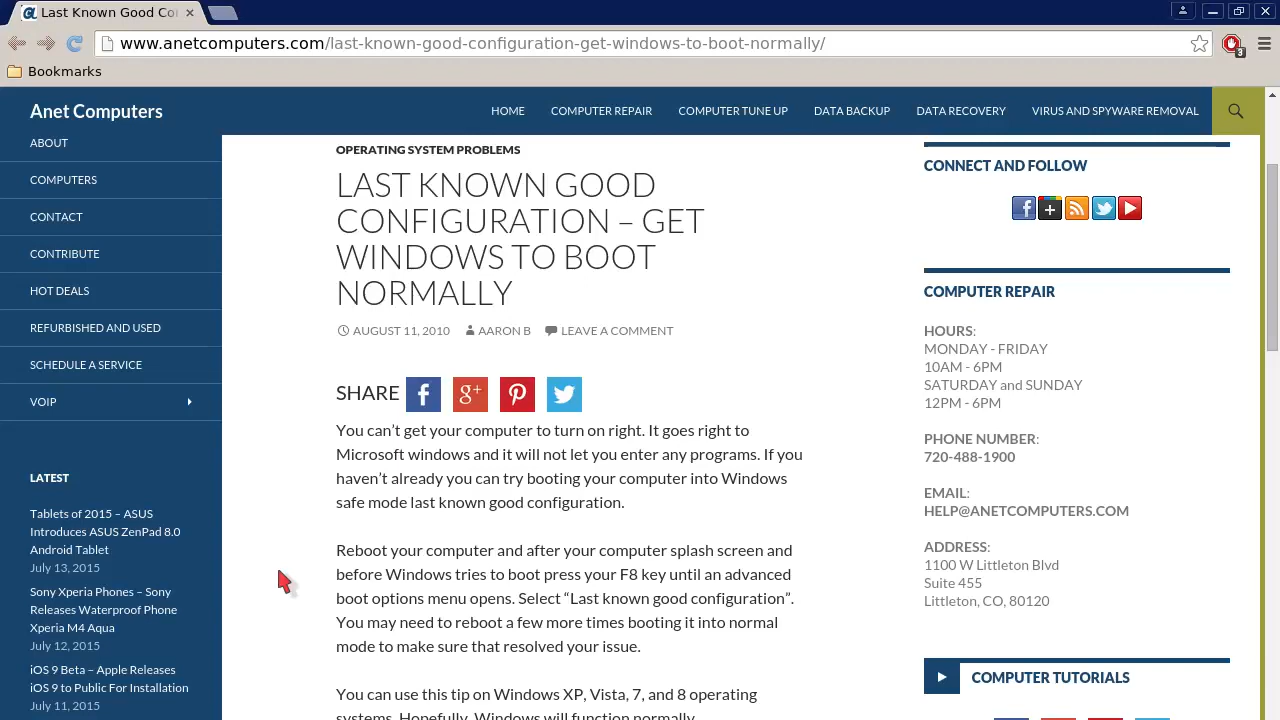 Last Known Good Co
www.anetcomputers.com/last-known-good-configuration-get-windows-to-boot-normally/
3
Bookmarks
Anet Computers
HOME
COMPUTER REPAIR
COMPUTER TUNE UP
DATA BACKUP
DATA RECOVERY
VIRUS AND SPYWARE REMOVAL
ABOUT
COMPUTERS
CONTACT
CONTRIBUTE
HOT DEALS
REFURBISHED AND USED
SCHEDULE A SERVICE
VOIP
LATEST
Tablets of 2015 – ASUS
Introduces ASUS ZenPad 8.0
Android Tablet
July 13, 2015
Sony Xperia Phones – Sony
Releases Waterproof Phone
Xperia M4 Aqua
July 12, 2015
iOS 9 Beta – Apple Releases
iOS 9 to Public For Installation
July 11, 2015
OPERATING SYSTEM PROBLEMS
LAST KNOWN GOOD
CONFIGURATION – GET
WINDOWS TO BOOT
NORMALLY
AUGUST 11, 2010 AARON B LEAVE A COMMENT
SHARE
You can’t get your computer to turn on right. It goes right to
Microsoft windows and it will not let you enter any programs. If you
haven’t already you can try booting your computer into Windows
safe mode last known good configuration.
Reboot your computer and after your computer splash screen and
before Windows tries to boot press your F8 key until an advanced
boot options menu opens. Select “Last known good configuration”.
You may need to reboot a few more times booting it into normal
mode to make sure that resolved your issue.
You can use this tip on Windows XP, Vista, 7, and 8 operating
systems. Hopefully, Windows will function normally.
CONNECT AND FOLLOW
COMPUTER REPAIR
HOURS:
MONDAY - FRIDAY
10AM - 6PM
SATURDAY and SUNDAY
12PM - 6PM
PHONE NUMBER:
720-488-1900
EMAIL:
HELP@ANETCOMPUTERS.COM
ADDRESS:
1100 W Littleton Blvd
Suite 455
Littleton, CO, 80120
COMPUTER TUTORIALS